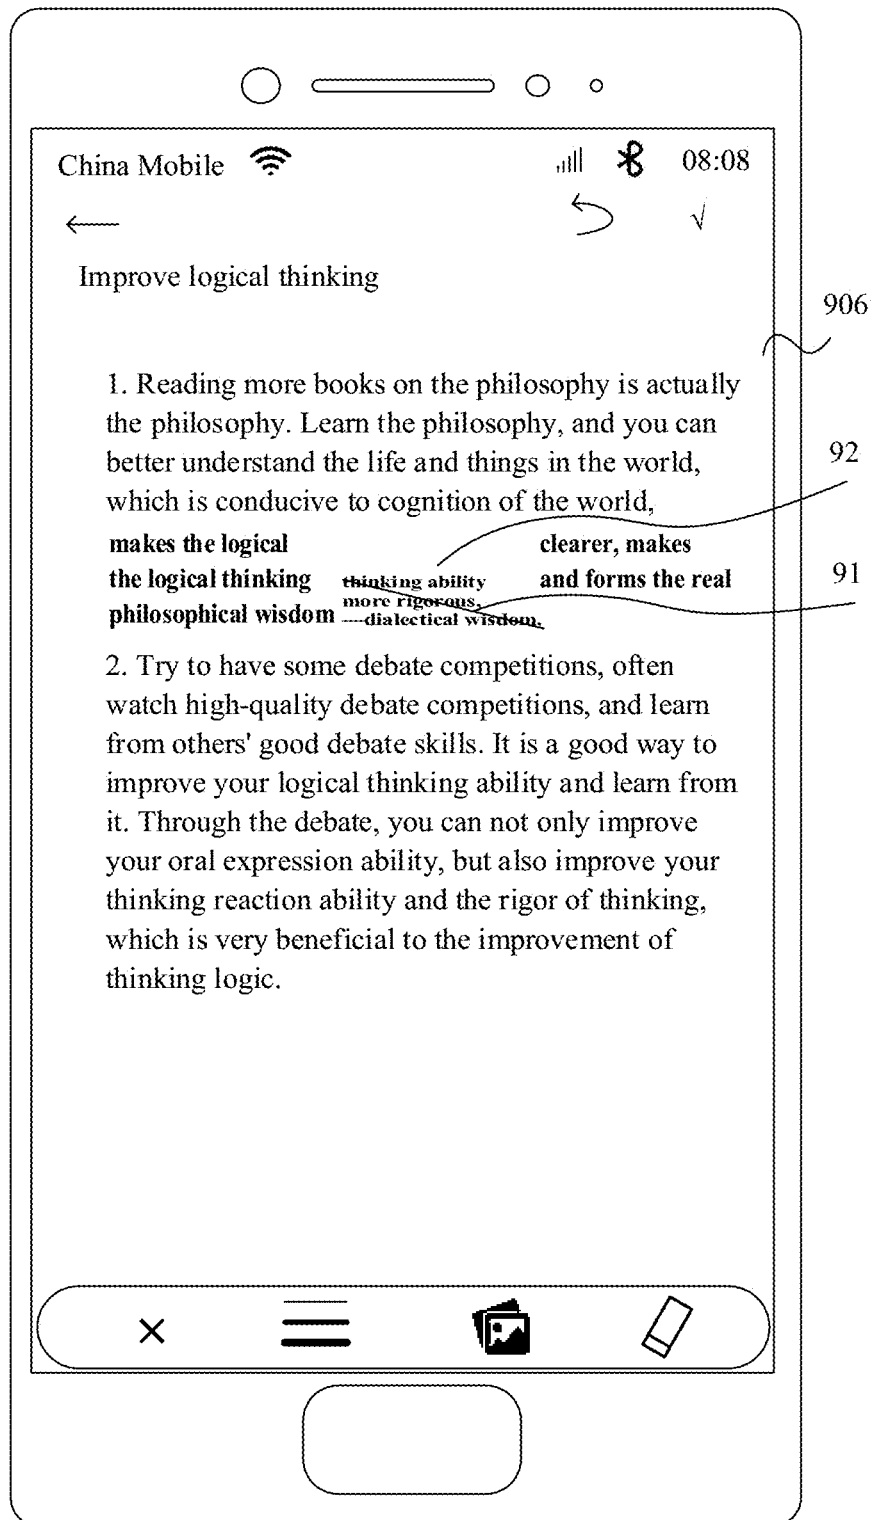 China Mobile 08:08
√
Improve logical thinking
906
1. Reading more books on the philosophy is actually
the philosophy. Learn the philosophy, and you can
better understand the life and things in the world,
which is conducive to cognition of the world,
92
makes the logical clearer, makes
the logical thinking thinking ability and forms the real
more rigorous,
philosophical wisdom —dialectical wisdom,
91
2. Try to have some debate competitions, often
watch high-quality debate competitions, and learn
from others' good debate skills. It is a good way to
improve your logical thinking ability and learn from
it. Through the debate, you can not only improve
your oral expression ability, but also improve your
thinking reaction ability and the rigor of thinking,
which is very beneficial to the improvement of
thinking logic.